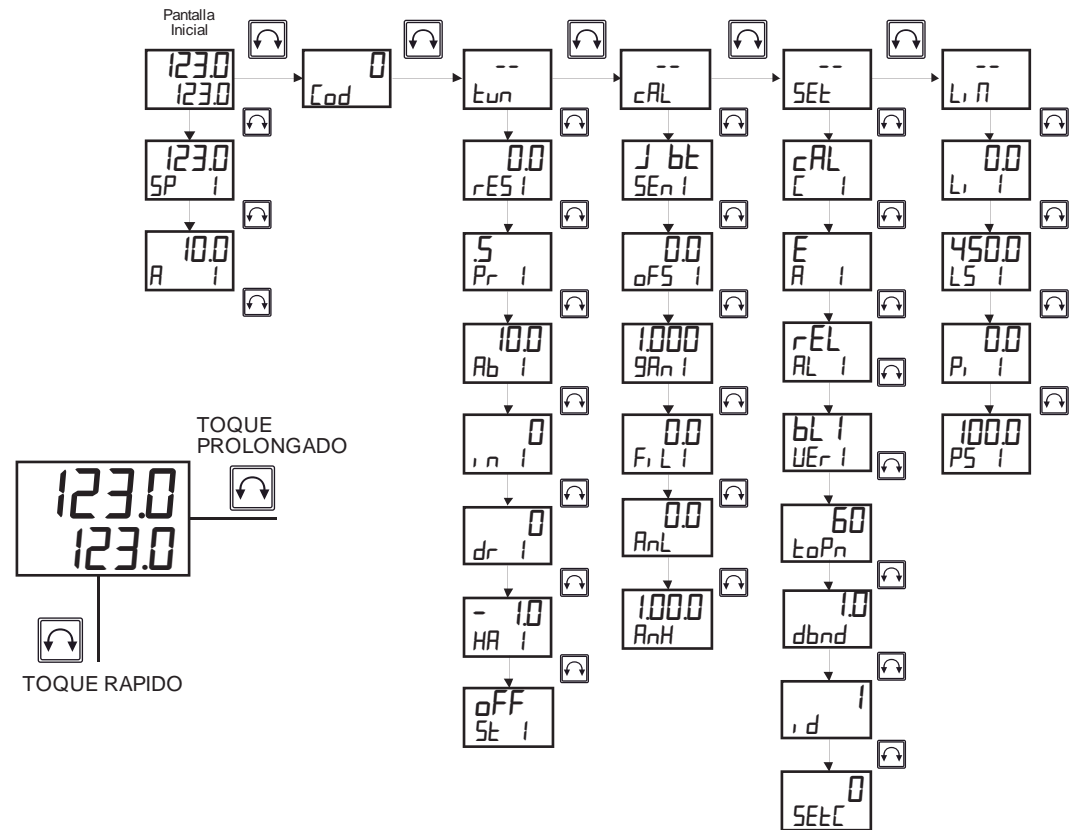 Pantalla
Inicial
123.0
123.0
0
Cod
--
tun
--
cAL
--
SEt
--
LiM
123.0
SP 1
0.0
rES1
J bt
SEn1
cAL
C 1
0.0
Li 1
10.0
A 1
.5
Pr 1
0.0
oFS 1
E
A 1
450.0
LS 1
10.0
Ab 1
1.000
gAn1
rEL
AL 1
0.0
Pi 1
0
in 1
0.0
FiL1
bL 1
UEr1
100.0
PS 1
TOQUE
PROLONGADO
123.0
123.0
0
dr 1
0.0
AnL
60
toPn
- 1.0
HA 1
1.00.0
AnH
1.0
dbnd
TOQUE RAPIDO
oFF
St 1
1
id
0
SEtC